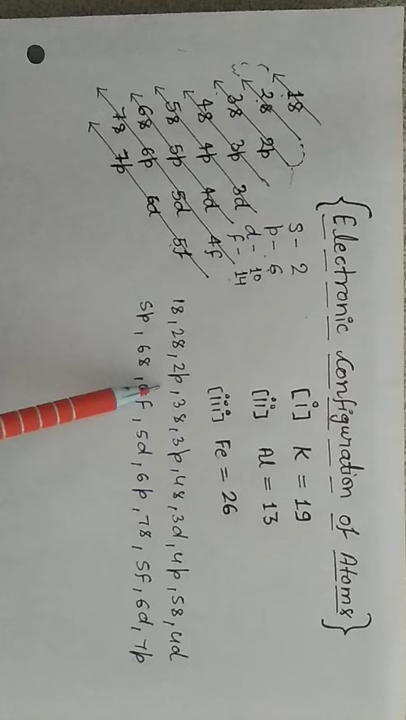 {Electronic Configuration of Atoms}
1s
2s 2p
3s 3p 3d
4s 4p 4d 4f
5s 5p 5d 5f
6s 6p 6d
7s 7p
s - 2
p - 6
d - 10
f - 14
[i] K = 19
[ii] Al = 13
[iii] Fe = 26
1s, 2s, 2p, 3s, 3p, 4s, 3d, 4p, 5s, 4d
5p, 6s, f, 5d, 6p, 7s, 5f, 6d, 7p